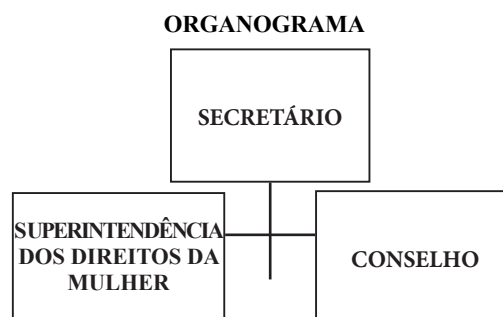 ORGANOGRAMA
SECRETÁRIO
SUPERINTENDÊNCIA
DOS DIREITOS DA
MULHER
CONSELHO